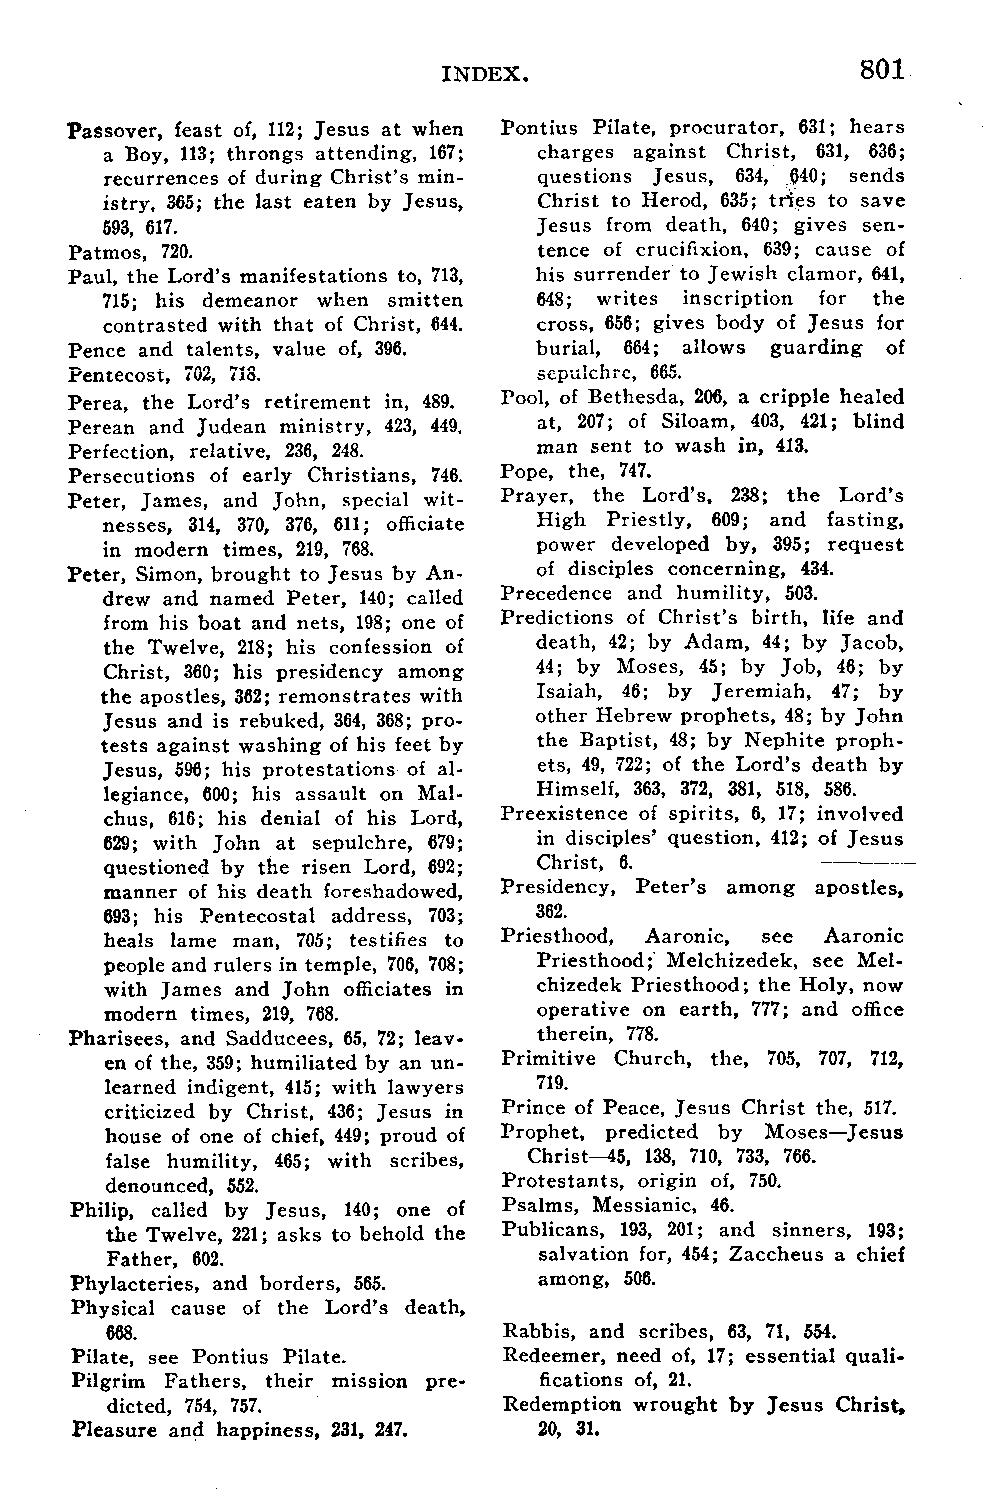 INDEX. 801
Passover, feast of, 112; Jesus at when
a Boy, 113; throngs attending, 167;
recurrences of during Christ's min-
istry, 365; the last eaten by Jesus,
593, 617.
Patmos, 720.
Paul, the Lord's manifestations to, 713,
715; his demeanor when smitten
contrasted with that of Christ, 644.
Pence and talents, value of, 396.
Pentecost, 702, 718.
Perea, the Lord's retirement in, 489.
Perean and Judean ministry, 423, 449.
Perfection, relative, 236, 248.
Persecutions of early Christians, 746.
Peter, James, and John, special wit-
nesses, 314, 370, 376, 611; officiate
in modern times, 219, 768.
Peter, Simon, brought to Jesus by An-
drew and named Peter, 140; called
from his boat and nets, 198; one of
the Twelve, 218; his confession of
Christ, 360; his presidency among
the apostles, 362; remonstrates with
Jesus and is rebuked, 364, 368; pro-
tests against washing of his feet by
Jesus, 596; his protestations of al-
legiance, 600; his assault on Mal-
chus, 616; his denial of his Lord,
629; with John at sepulchre, 679;
questioned by the risen Lord, 692;
manner of his death foreshadowed,
693; his Pentecostal address, 703;
heals lame man, 705; testifies to
people and rulers in temple, 706, 708;
with James and John officiates in
modern times, 219, 768.
Pharisees, and Sadducees, 65, 72; leav-
en of the, 359; humiliated by an un-
learned indigent, 415; with lawyers
criticized by Christ, 436; Jesus in
house of one of chief, 449; proud of
false humility, 465; with scribes,
denounced, 552.
Philip, called by Jesus, 140; one of
the Twelve, 221; asks to behold the
Father, 602.
Phylacteries, and borders, 565.
Physical cause of the Lord's death,
668.
Pilate, see Pontius Pilate.
Pilgrim Fathers, their mission pre-
dicted, 754, 757.
Pleasure and happiness, 231, 247.
Pontius Pilate, procurator, 631; hears
charges against Christ, 631, 636;
questions Jesus, 634, 640; sends
Christ to Herod, 635; tries to save
Jesus from death, 640; gives sen-
tence of crucifixion, 639; cause of
his surrender to Jewish clamor, 641,
648; writes inscription for the
cross, 656; gives body of Jesus for
burial, 664; allows guarding of
sepulchre, 665.
Pool, of Bethesda, 206, a cripple healed
at, 207; of Siloam, 403, 421; blind
man sent to wash in, 413.
Pope, the, 747.
Prayer, the Lord's, 238; the Lord's
High Priestly, 609; and fasting,
power developed by, 395; request
of disciples concerning, 434.
Precedence and humility, 503.
Predictions of Christ's birth, life and
death, 42; by Adam, 44; by Jacob,
44; by Moses, 45; by Job, 46; by
Isaiah, 46; by Jeremiah, 47; by
other Hebrew prophets, 48; by John
the Baptist, 48; by Nephite proph-
ets, 49, 722; of the Lord's death by
Himself, 363, 372, 381, 518, 586.
Preexistence of spirits, 6, 17; involved
in disciples' question, 412; of Jesus
Christ, 6.
Presidency, Peter's among apostles,
362.
Priesthood, Aaronic, see Aaronic
Priesthood; Melchizedek, see Mel-
chizedek Priesthood; the Holy, now
operative on earth, 777; and office
therein, 778.
Primitive Church, the, 705, 707, 712,
719.
Prince of Peace, Jesus Christ the, 517.
Prophet, predicted by Moses—Jesus
Christ—45, 138, 710, 733, 766.
Protestants, origin of, 750.
Psalms, Messianic, 46.
Publicans, 193, 201; and sinners, 193;
salvation for, 454; Zaccheus a chief
among, 506.
Rabbis, and scribes, 63, 71, 554.
Redeemer, need of, 17; essential quali-
fications of, 21.
Redemption wrought by Jesus Christ,
20, 31.